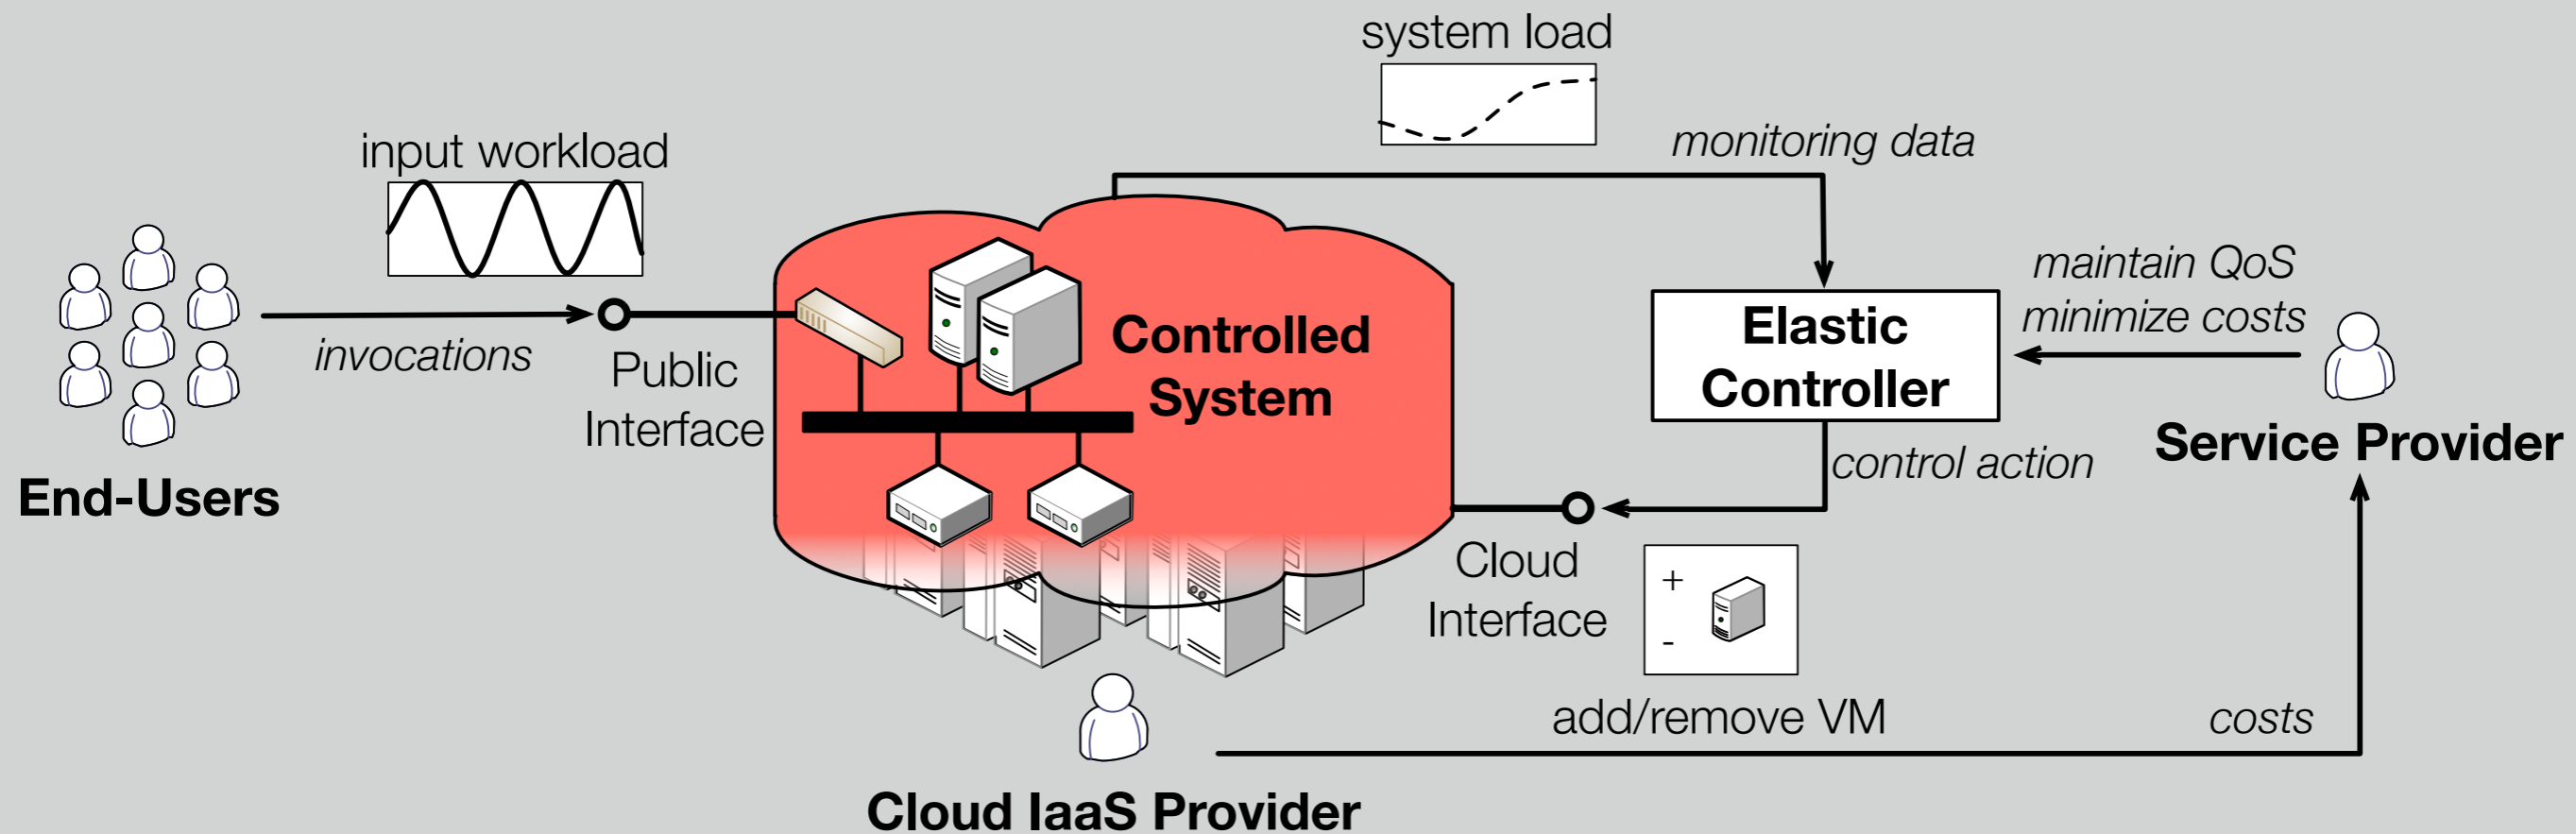 system load
input workload
monitoring data
maintain QoS
minimize costs
invocations
Public
Interface
Controlled
System
Elastic
Controller
Service Provider
control action
End-Users
Cloud
Interface
+
-
add/remove VM
costs
Cloud IaaS Provider